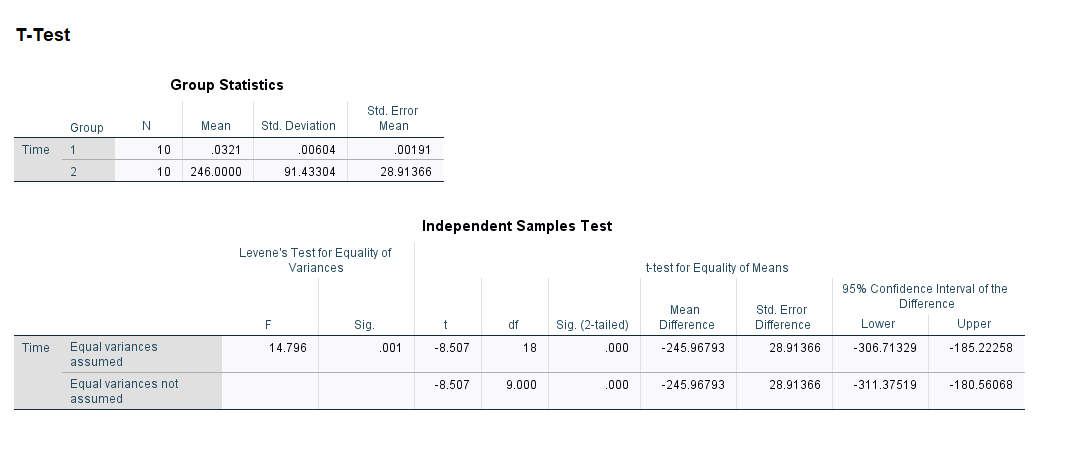 T-Test
Group Statistics
Group N Mean Std. Deviation Std. Error Mean
Time 1 10 .0321 .00604 .00191
2 10 246.0000 91.43304 28.91366
Independent Samples Test
Levene's Test for Equality of Variances t-test for Equality of Means
95% Confidence Interval of the Difference
F Sig. t df Sig. (2-tailed) Mean Difference Std. Error Difference Lower Upper
Time Equal variances assumed 14.796 .001 -8.507 18 .000 -245.96793 28.91366 -306.71329 -185.22258
Equal variances not assumed -8.507 9.000 .000 -245.96793 28.91366 -311.37519 -180.56068